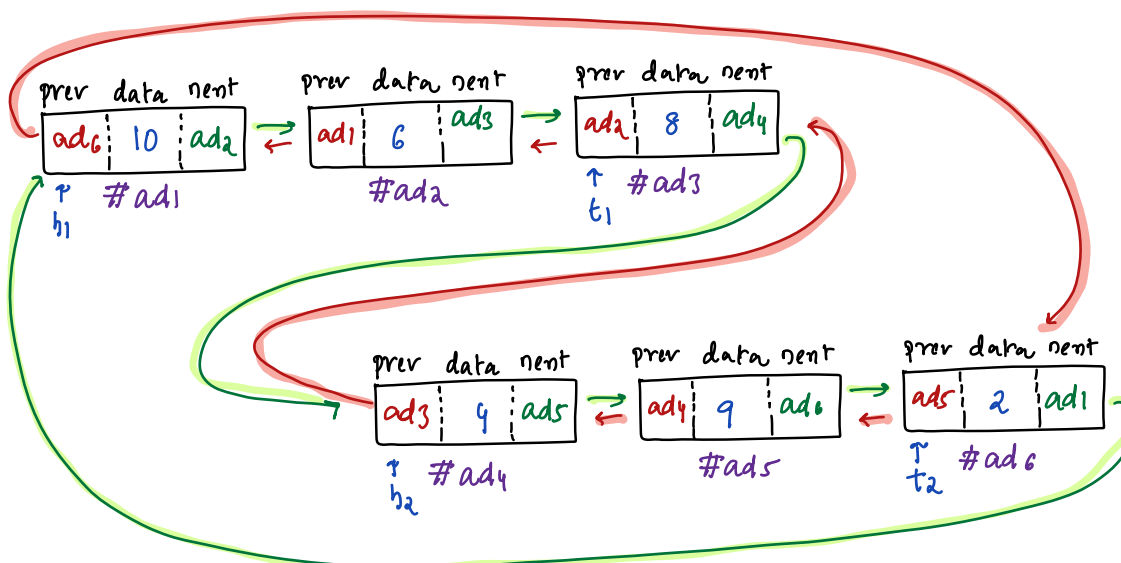 prev data nent
prev data nent
prev data nent
ad6 10 ad2
ad1 6 ad3
ad2 8 ad4
#ad1
#ad2
#ad3
h1
t1
prev data nent
prev data nent
prev data nent
ad3 4 ad5
ad4 9 ad6
ad5 2 ad1
#ad4
#ad5
#ad6
h2
t2